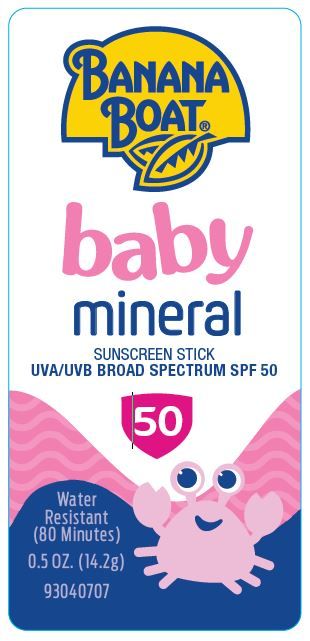 BANANA
BOAT®
baby
mineral
SUNSCREEN STICK
UVA/UVB BROAD SPECTRUM SPF 50
50
Water
Resistant
(80 Minutes)
0.5 OZ. (14.2g)
93040707